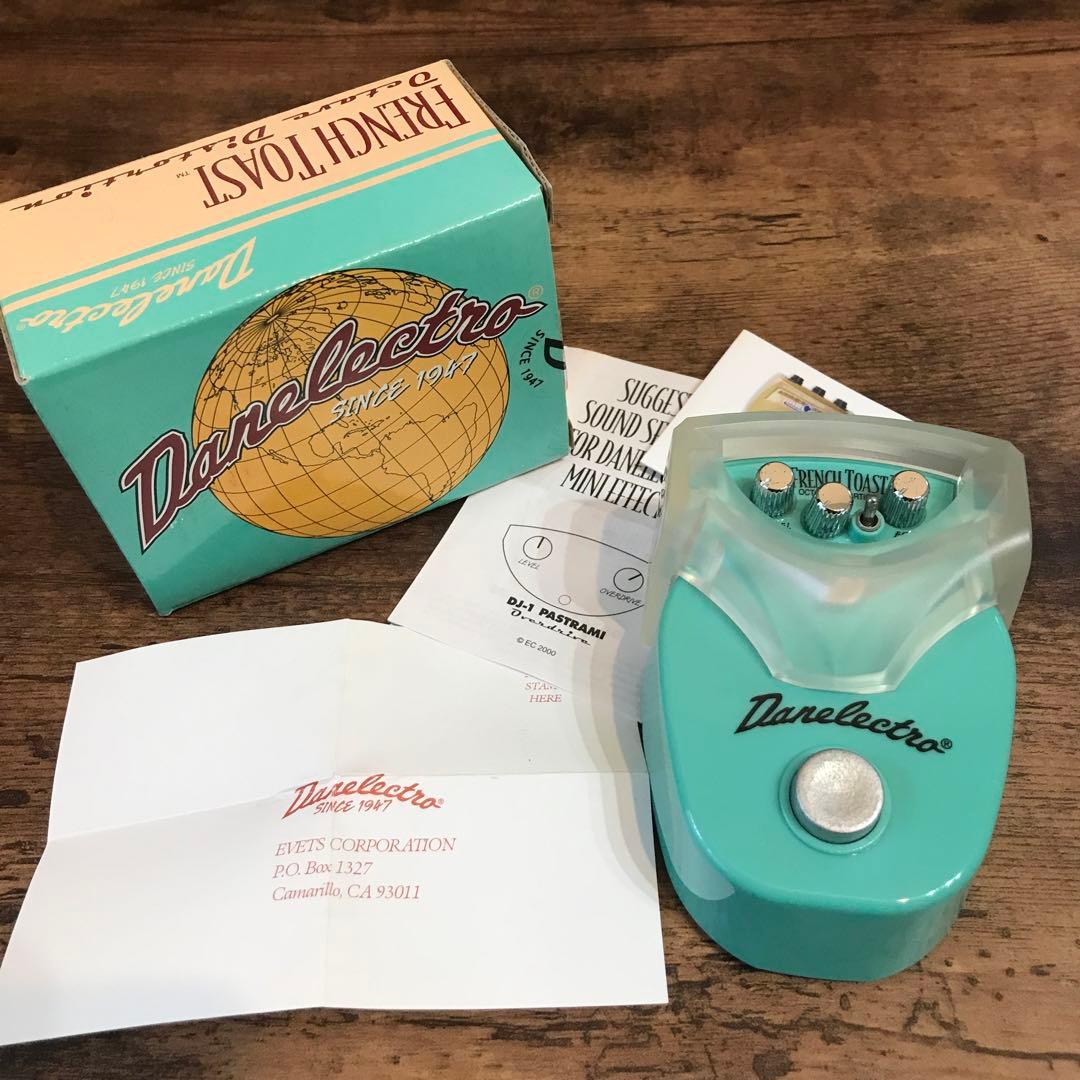 FRENCH TOAST™
Octave Distortion
Danelectro®
SINCE 1947
Danelectro®
SINCE 1947
D
SINCE 1947
SUGGES
SOUND SE
FOR DANEL
MINI EFFEC
LEVEL
OVERDRIVE
DJ-1 PASTRAMI
Overdrive
© EC 2000
HERE
Danelectro®
SINCE 1947
EVETS CORPORATION
P.O. Box 1327
Camarillo, CA 93011
FRENCH TOAST
Danelectro®